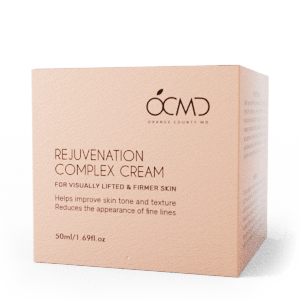 OCMD
ORANGE COUNTY MD
REJUVENATION
COMPLEX CREAM
FOR VISUALLY LIFTED & FIRMER SKIN
Helps improve skin tone and texture
Reduces the appearance of fine lines
50ml/1.69fl.oz